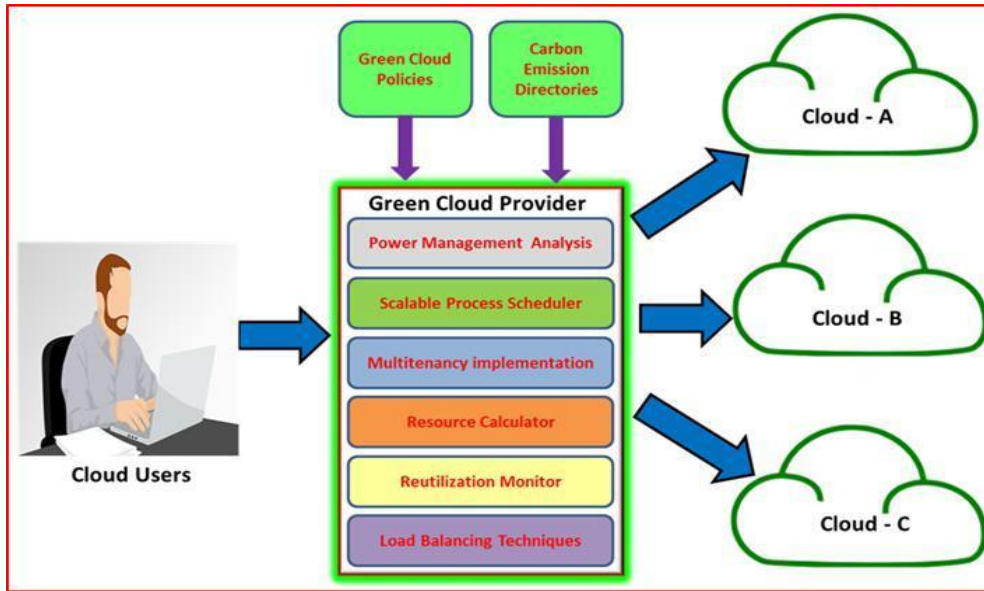 Green Cloud
Policies
Carbon
Emission
Directories
Cloud - A
Green Cloud Provider
Power Management Analysis
Scalable Process Scheduler
Cloud - B
Multitenancy implementation
Resource Calculator
Cloud Users
Reutilization Monitor
Cloud - C
Load Balancing Techniques